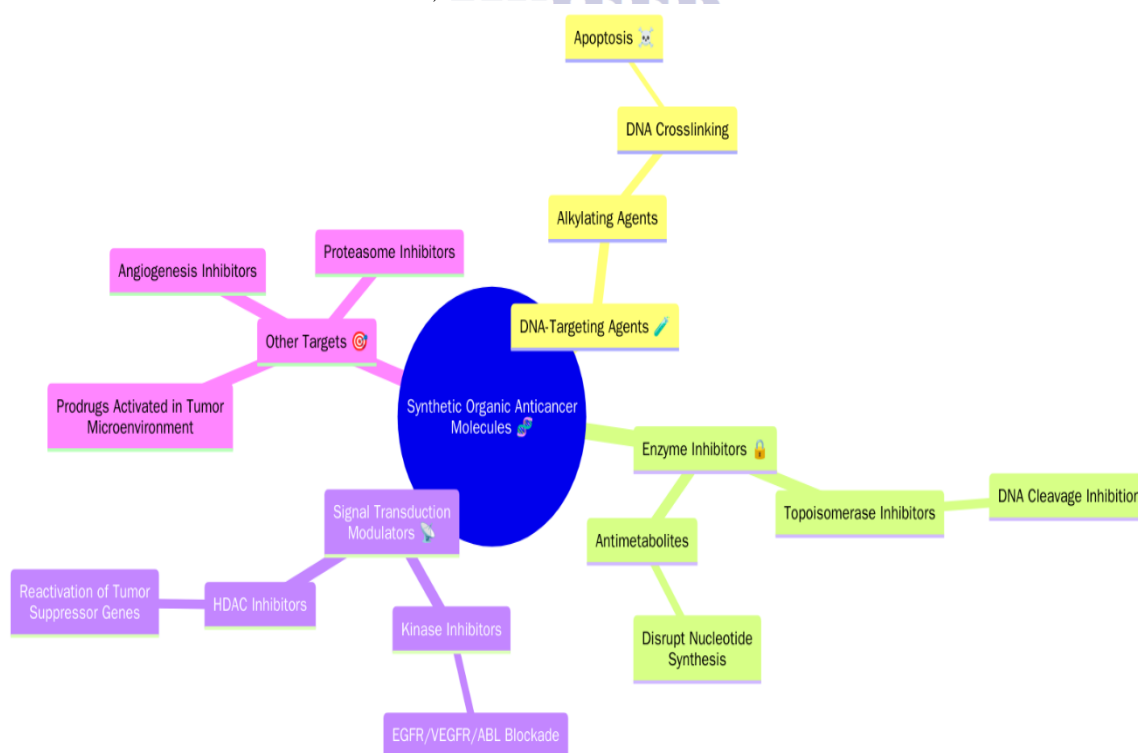 Apoptosis ☠️
DNA Crosslinking
Alkylating Agents
DNA-Targeting Agents 🧪
Proteasome Inhibitors
Angiogenesis Inhibitors
Other Targets 🎯
Prodrugs Activated in Tumor
Microenvironment
Synthetic Organic Anticancer
Molecules 🧬
Enzyme Inhibitors 🔒
Topoisomerase Inhibitors
DNA Cleavage Inhibition
Antimetabolites
Disrupt Nucleotide
Synthesis
Signal Transduction
Modulators 📡
HDAC Inhibitors
Reactivation of Tumor
Suppressor Genes
Kinase Inhibitors
EGFR/VEGFR/ABL Blockade